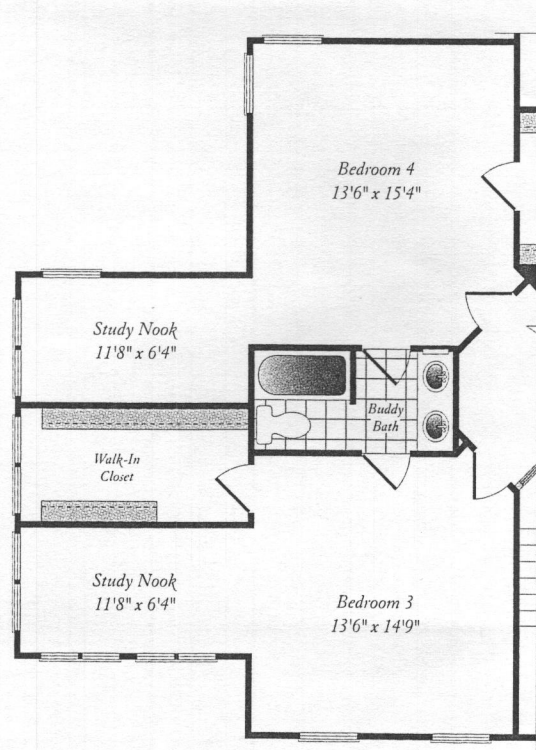 Bedroom 4
13'6" x 15'4"
Study Nook
11'8" x 6'4"
Buddy
Bath
Walk-In
Closet
Study Nook
11'8" x 6'4"
Bedroom 3
13'6" x 14'9"